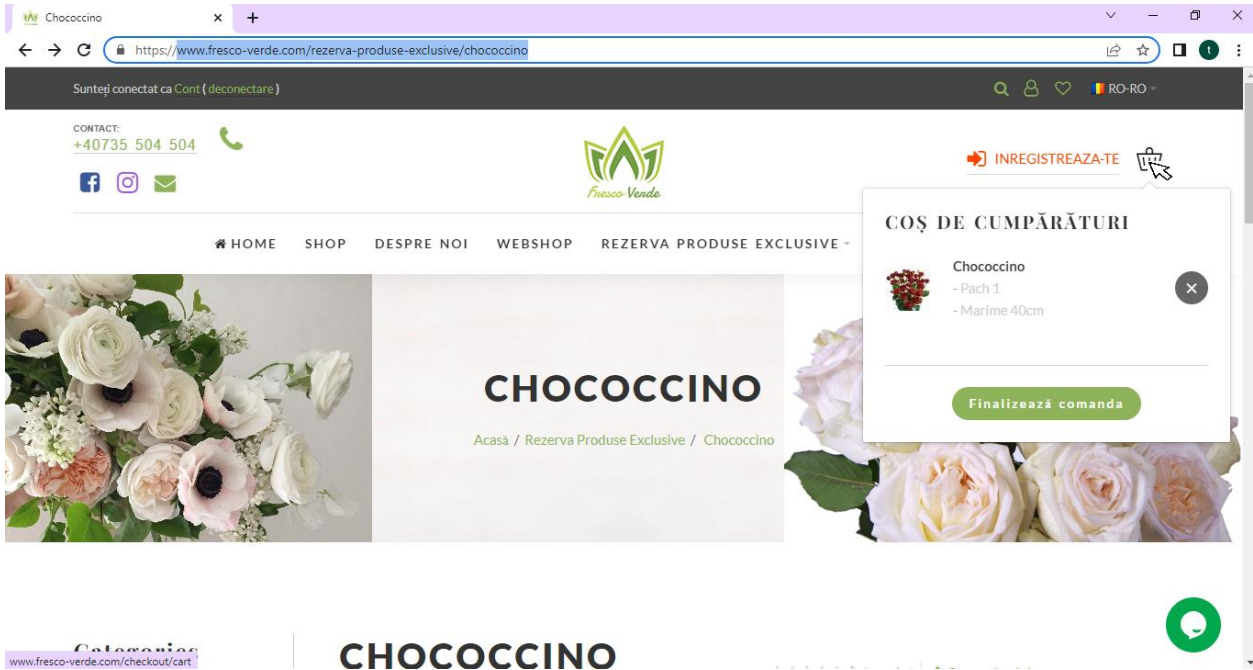 Chococcino
https://www.fresco-verde.com/rezerva-produse-exclusive/chococcino
t
Sunteți conectat ca Cont ( deconectare )
RO-RO
CONTACT:
+40735 504 504
Fresco Verde
INREGISTREAZA-TE
HOME SHOP DESPRE NOI WEBSHOP REZERVA PRODUSE EXCLUSIVE
COȘ DE CUMPĂRĂTURI
Chococcino
- Pach 1
- Marime 40cm
Finalizează comanda
CHOCOCCINO
Acasă / Rezerva Produse Exclusive / Chococcino
Categories
CHOCOCCINO
www.fresco-verde.com/checkout/cart